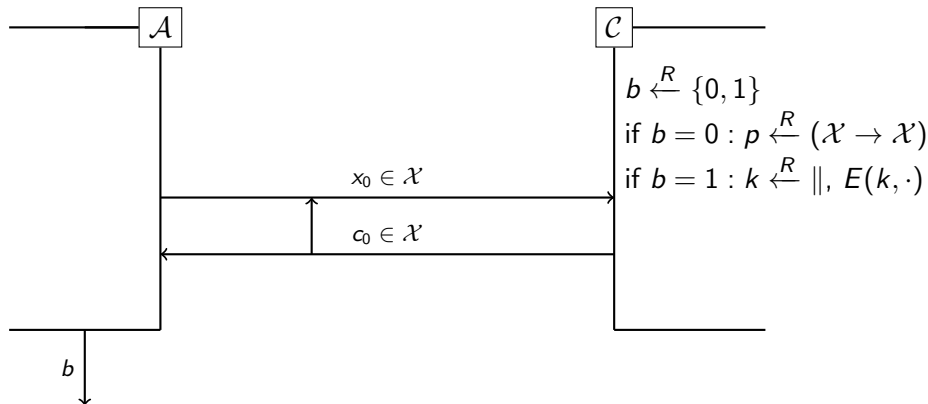 𝒜
𝒞
b ←R {0, 1}
if b = 0 : p ←R (𝒳 → 𝒳)
if b = 1 : k ←R ∥, E(k, ·)
x₀ ∈ 𝒳
c₀ ∈ 𝒳
b